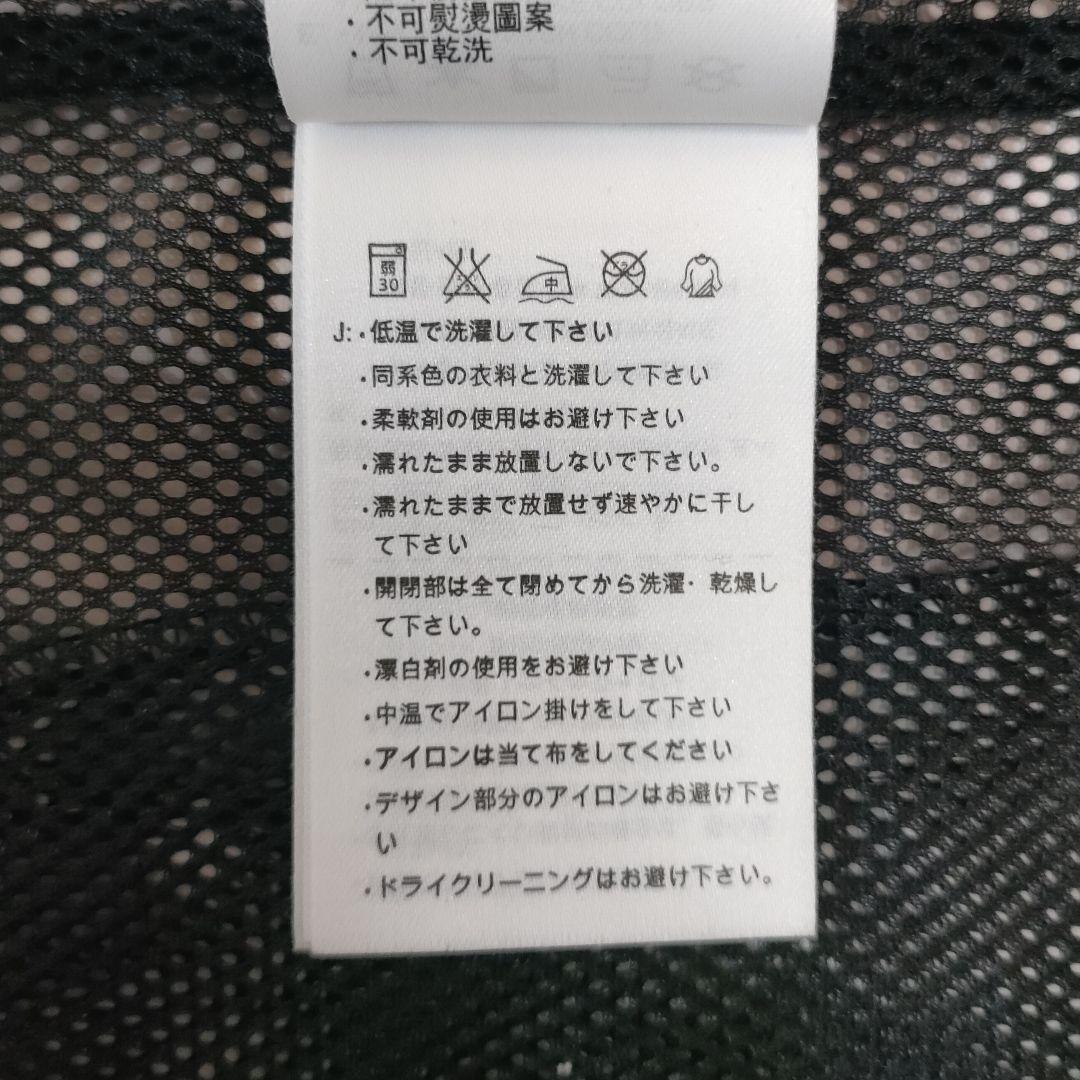 ・不可熨燙圖案
・不可乾洗
弱
30
中
J:・低温で洗濯して下さい
・同系色の衣料と洗濯して下さい
・柔軟剤の使用はお避け下さい
・濡れたまま放置しないで下さい。
・濡れたままで放置せず速やかに干し
て下さい
・開閉部は全て閉めてから洗濯・乾燥し
て下さい。
・漂白剤の使用をお避け下さい
・中温でアイロン掛けをして下さい
・アイロンは当て布をしてください
・デザイン部分のアイロンはお避け下さ
い
・ドライクリーニングはお避け下さい。